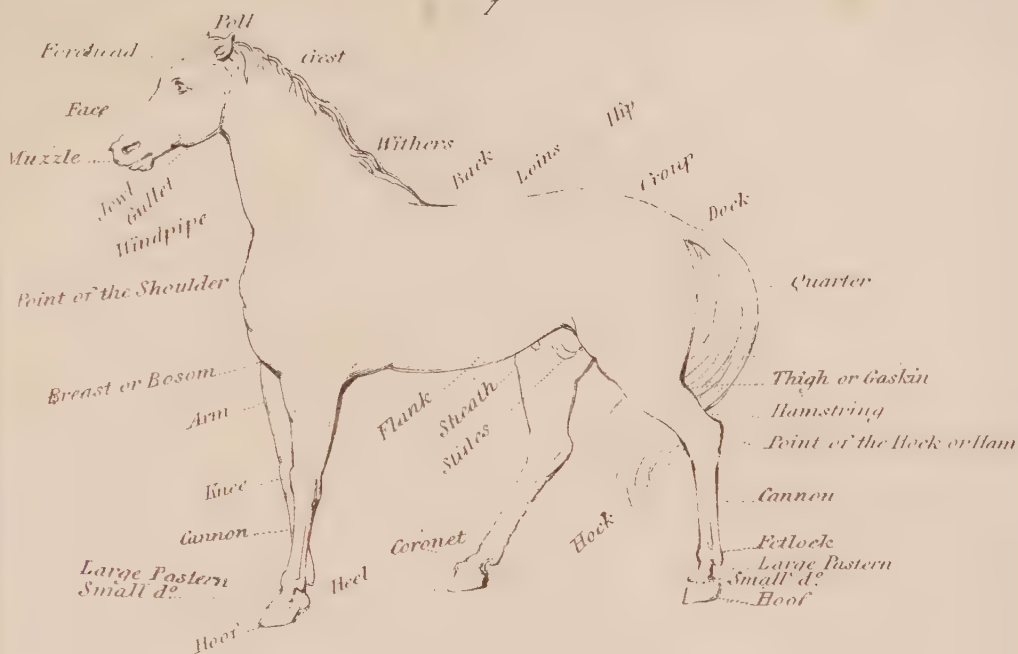 Poll
Forehead
Crest
Face
Hip
Muzzle
Withers
Back
Loins
Croup
Jowl
Gullet
Windpipe
Dock
Point of the Shoulder
Quarter
Breast or Bosom
Thigh or Gaskin
Arm
Flank
Sheath
Stifles
Hamstring
Point of the Hock or Ham
Knee
Cannon
Cannon
Coronet
Hock
Fetlock
Large Pastern
Small dº.
Heel
Large Pastern
Small dº
Hoof
Hoof